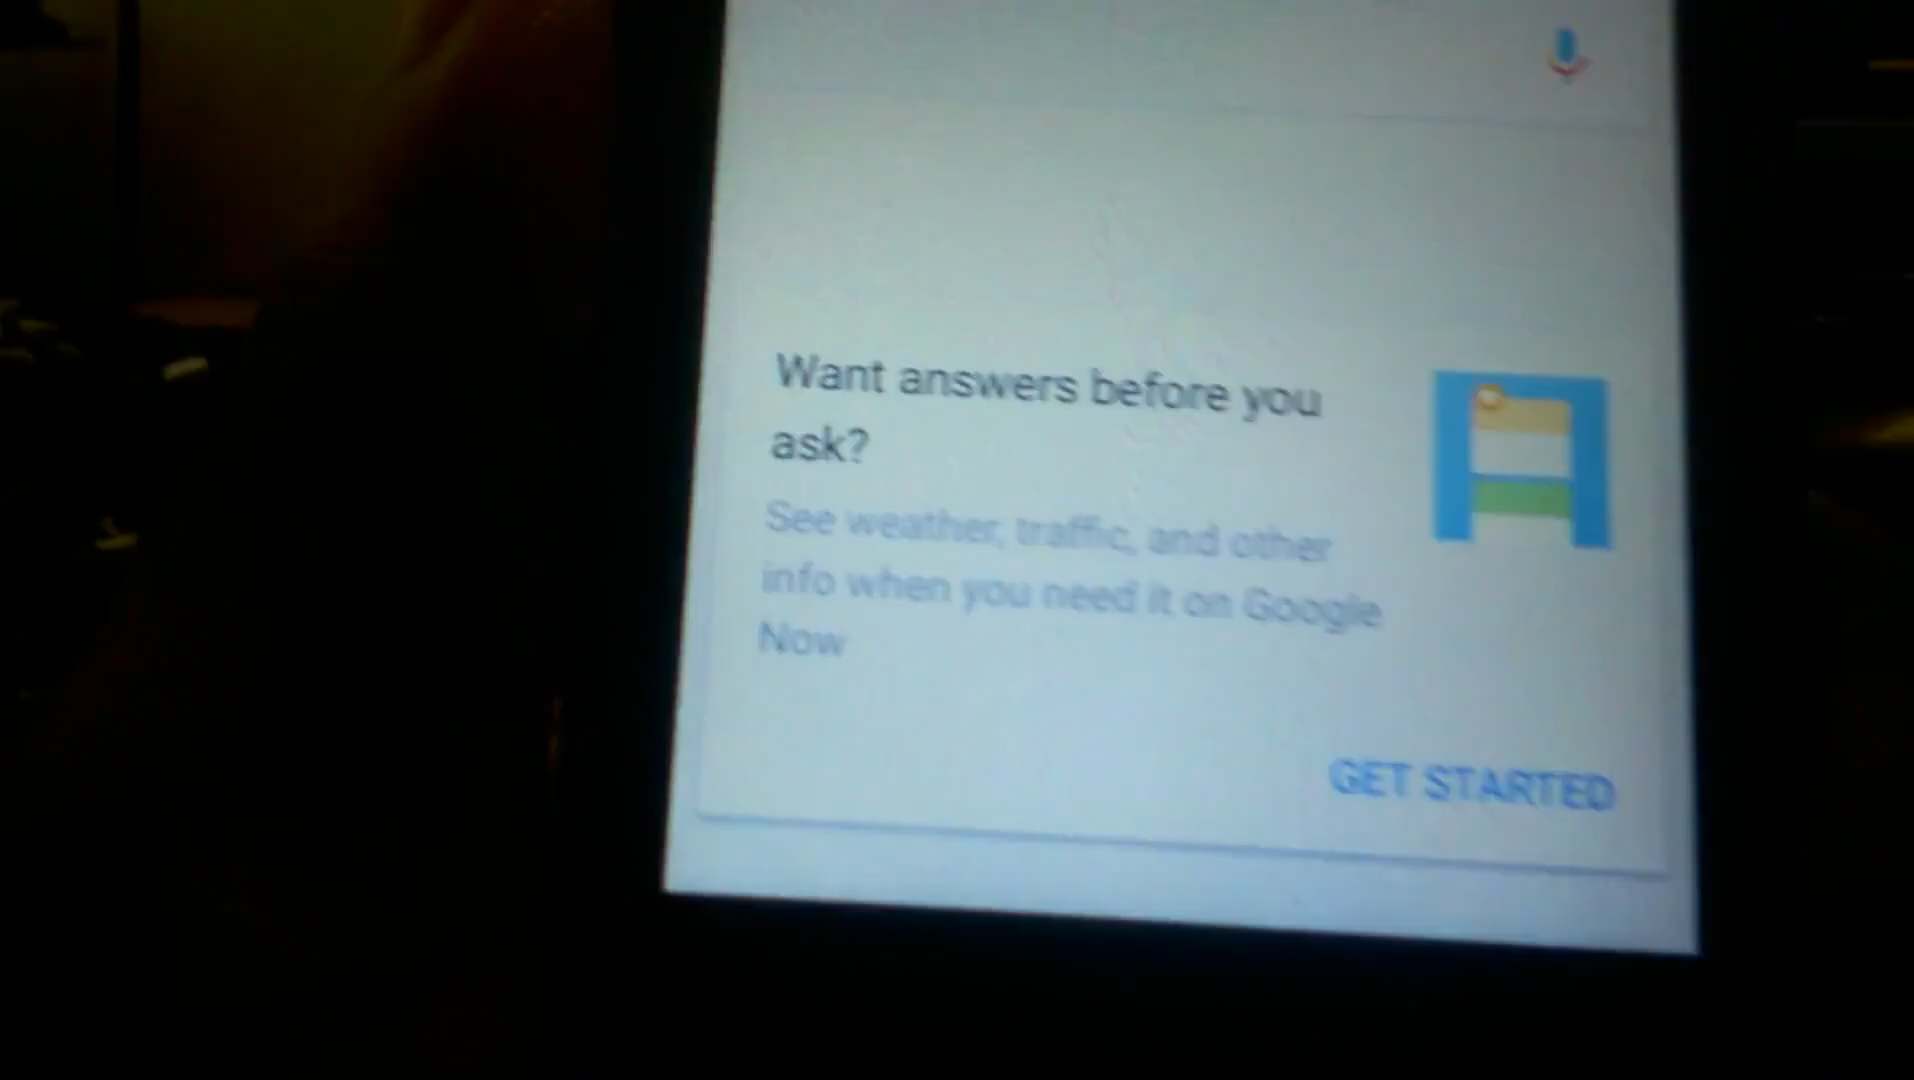 Want answers before you
ask?
See weather, traffic, and other
info when you need it on Google
Now
GET STARTED